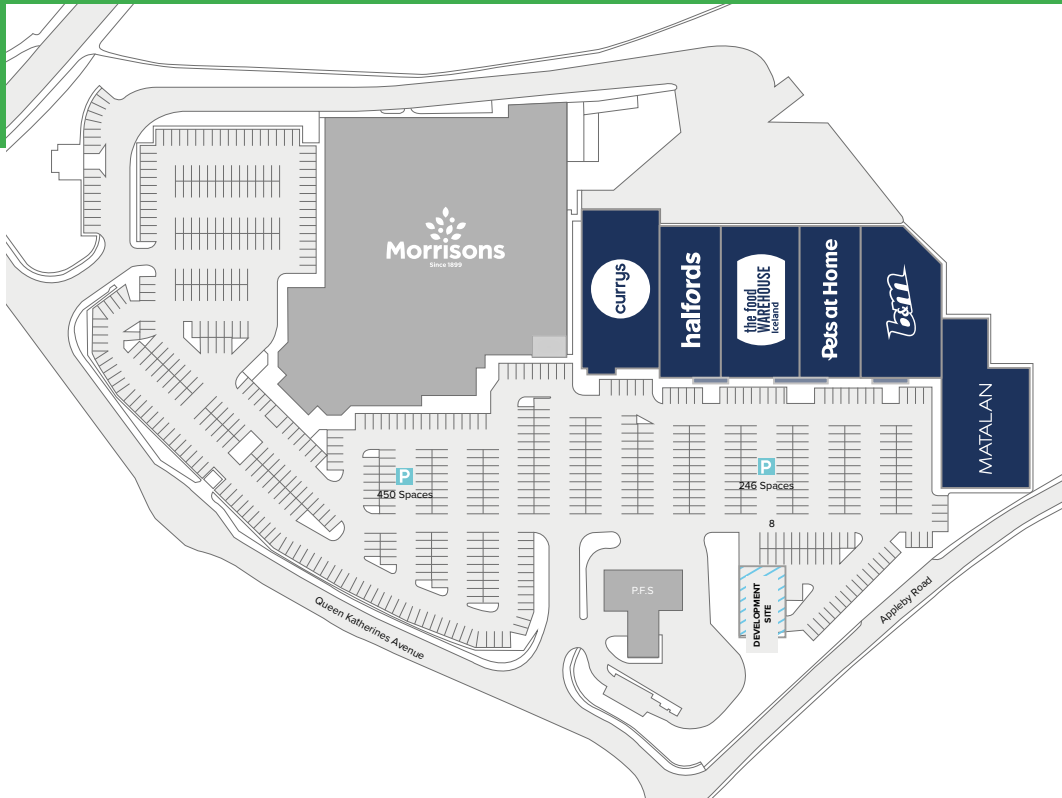 Morrisons
Since 1899
currys
halfords
the food
WAREHOUSE
Iceland
Pets at Home
b&m
MATALAN
P
450 Spaces
P
246 Spaces
8
P.F.S
DEVELOPMENT
SITE
Appleby Road
Queen Katherines Avenue